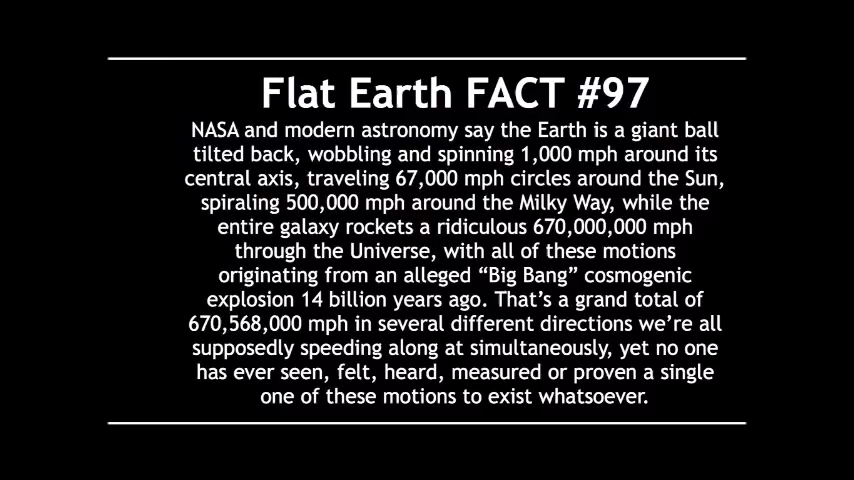 Flat Earth FACT #97
NASA and modern astronomy say the Earth is a giant ball
tilted back, wobbling and spinning 1,000 mph around its
central axis, traveling 67,000 mph circles around the Sun,
spiraling 500,000 mph around the Milky Way, while the
entire galaxy rockets a ridiculous 670,000,000 mph
through the Universe, with all of these motions
originating from an alleged “Big Bang” cosmogenic
explosion 14 billion years ago. That’s a grand total of
670,568,000 mph in several different directions we’re all
supposedly speeding along at simultaneously, yet no one
has ever seen, felt, heard, measured or proven a single
one of these motions to exist whatsoever.